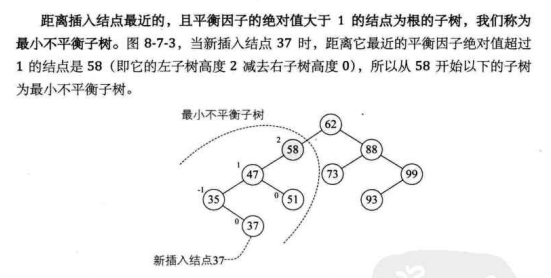 距离插入结点最近的，且平衡因子的绝对值大于 1 的结点为根的子树，我们称为
最小不平衡子树。图 8-7-3，当新插入结点 37 时，距离它最近的平衡因子绝对值超过
1 的结点是 58（即它的左子树高度 2 减去右子树高度 0），所以从 58 开始以下的子树
为最小不平衡子树。
最小不平衡子树
62
2
58
88
1
47
73
99
-1
35
0
51
93
0
37
新插入结点37